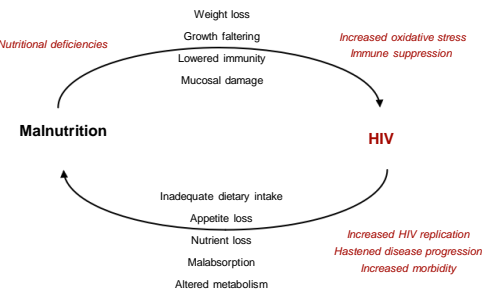 Weight loss
Growth faltering
Lowered immunity
Mucosal damage
Nutritional deficiencies
Increased oxidative stress
Immune suppression
Malnutrition
HIV
Inadequate dietary intake
Appetite loss
Nutrient loss
Malabsorption
Altered metabolism
Increased HIV replication
Hastened disease progression
Increased morbidity